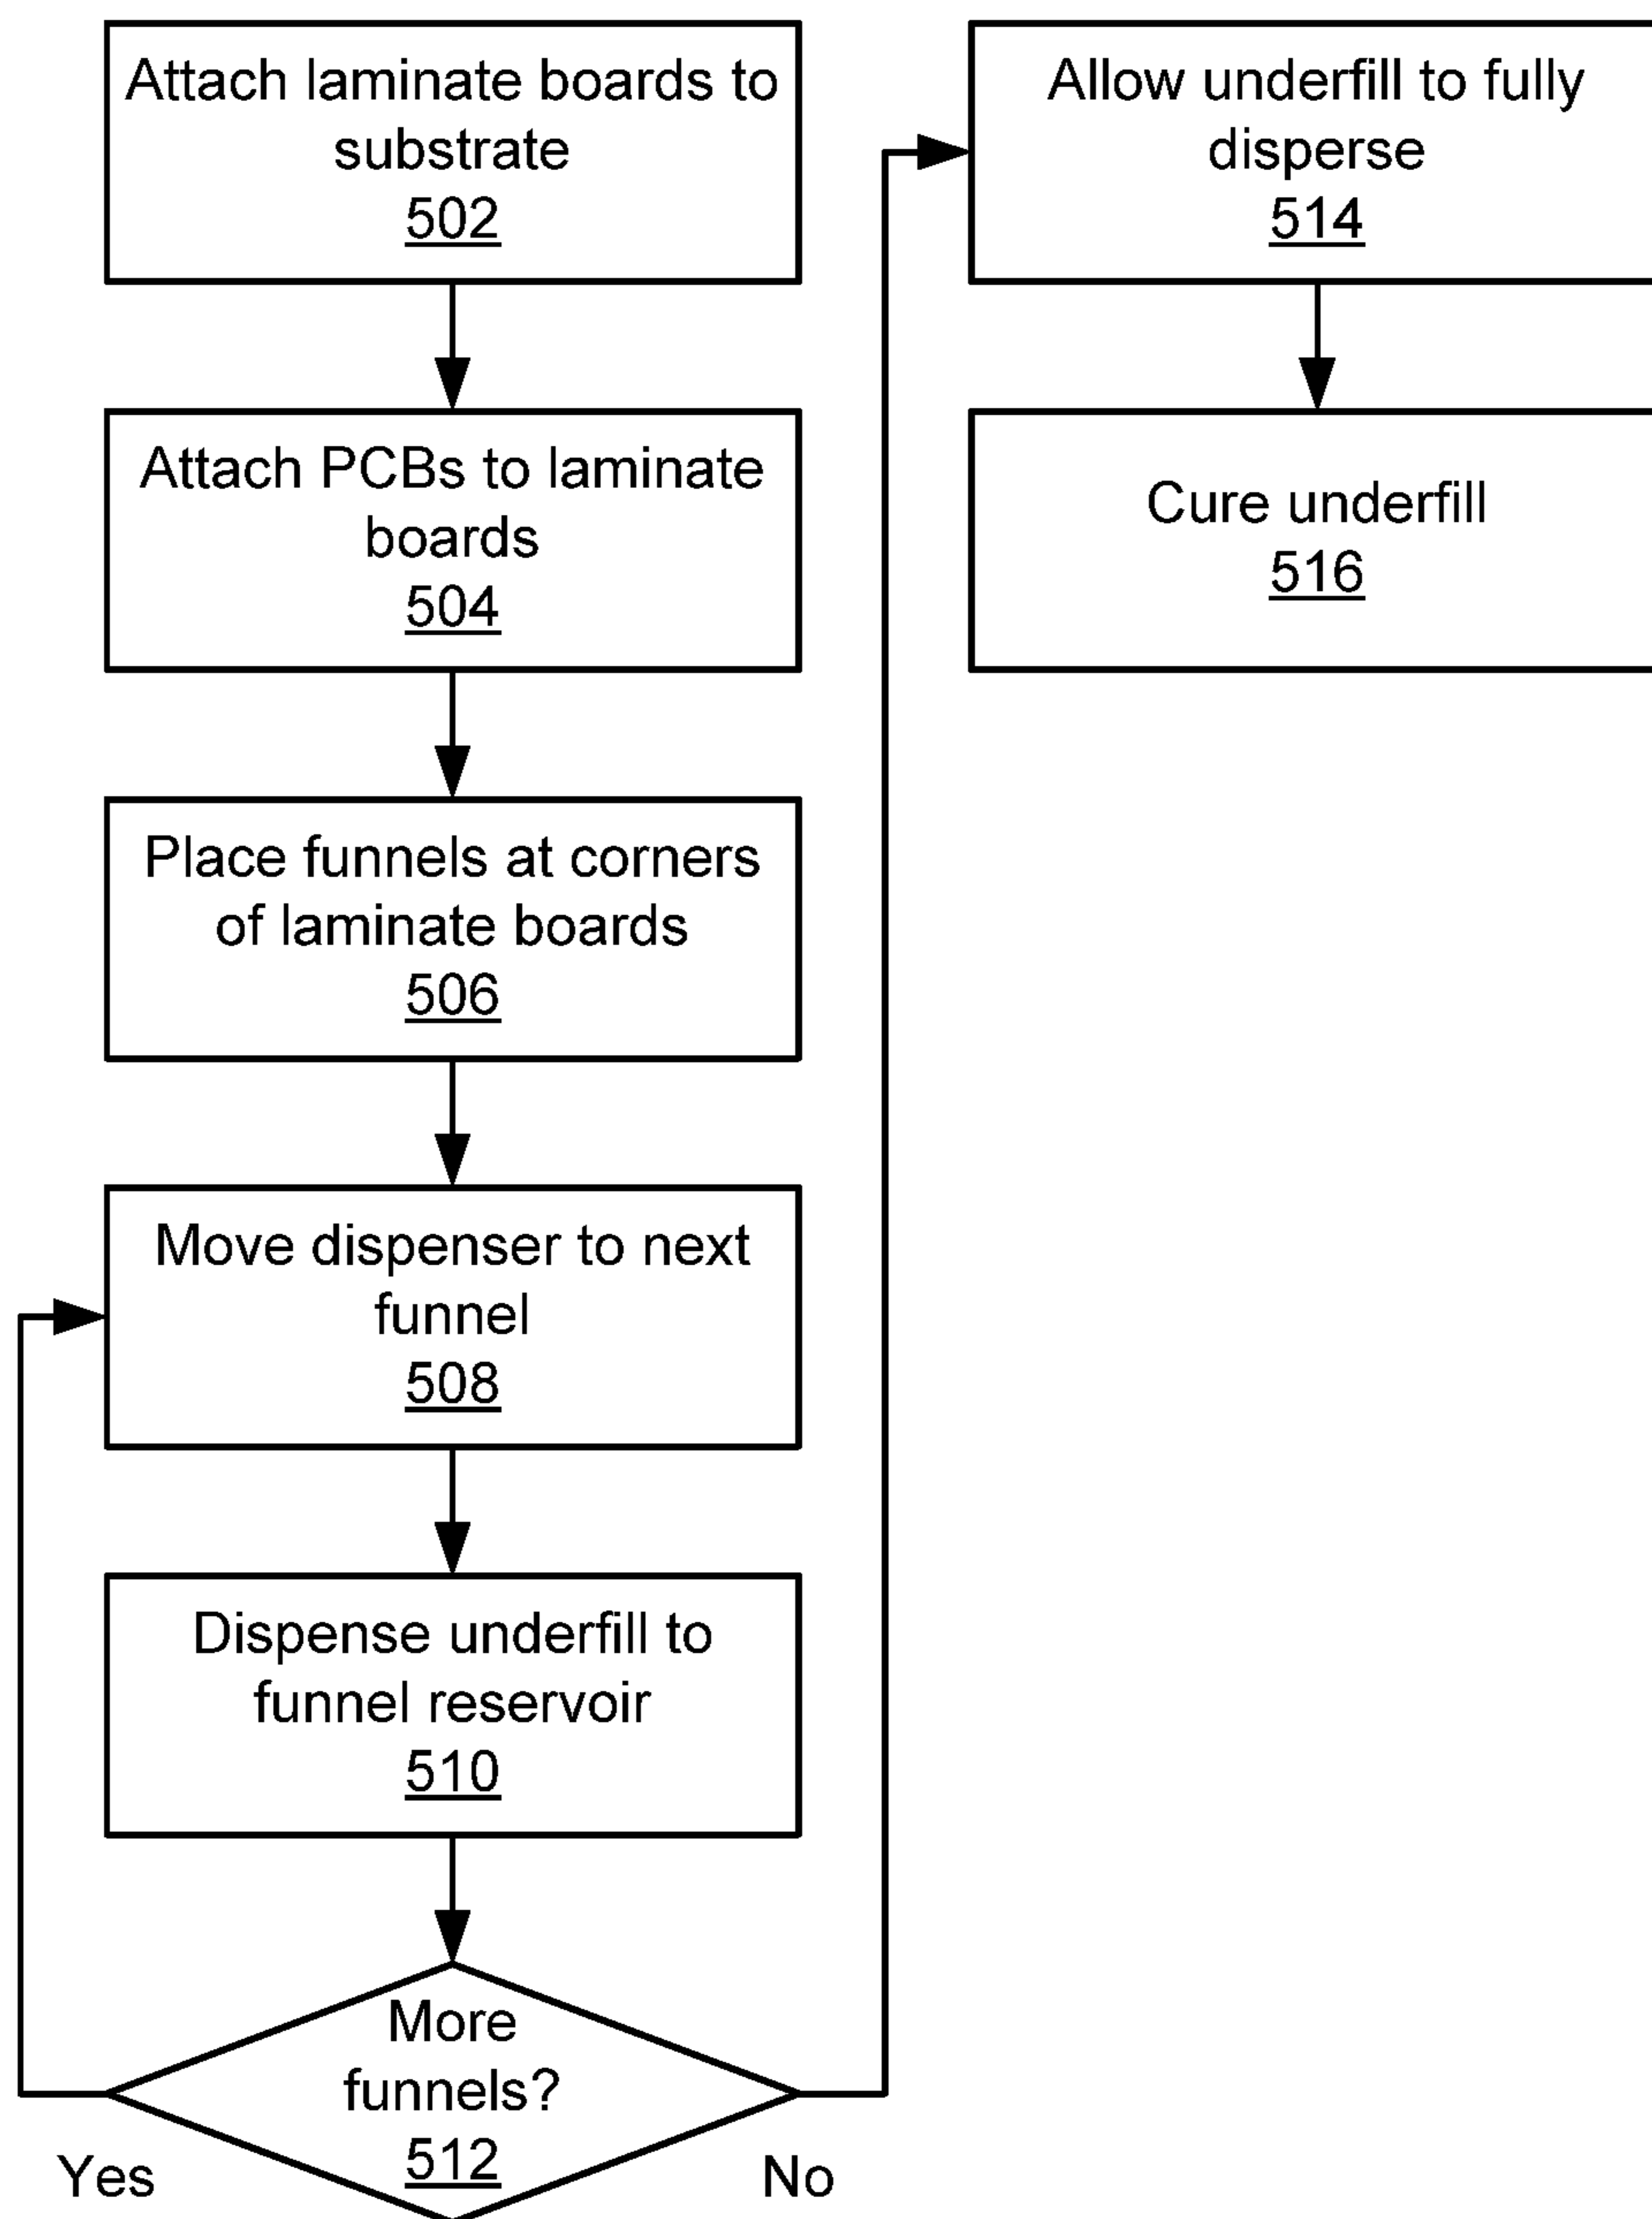 Attach laminate boards to
substrate
502
Attach PCBs to laminate
boards
504
Place funnels at corners
of laminate boards
506
Move dispenser to next
funnel
508
Dispense underfill to
funnel reservoir
510
More
funnels?
512
Yes
No
Allow underfill to fully
disperse
514
Cure underfill
516